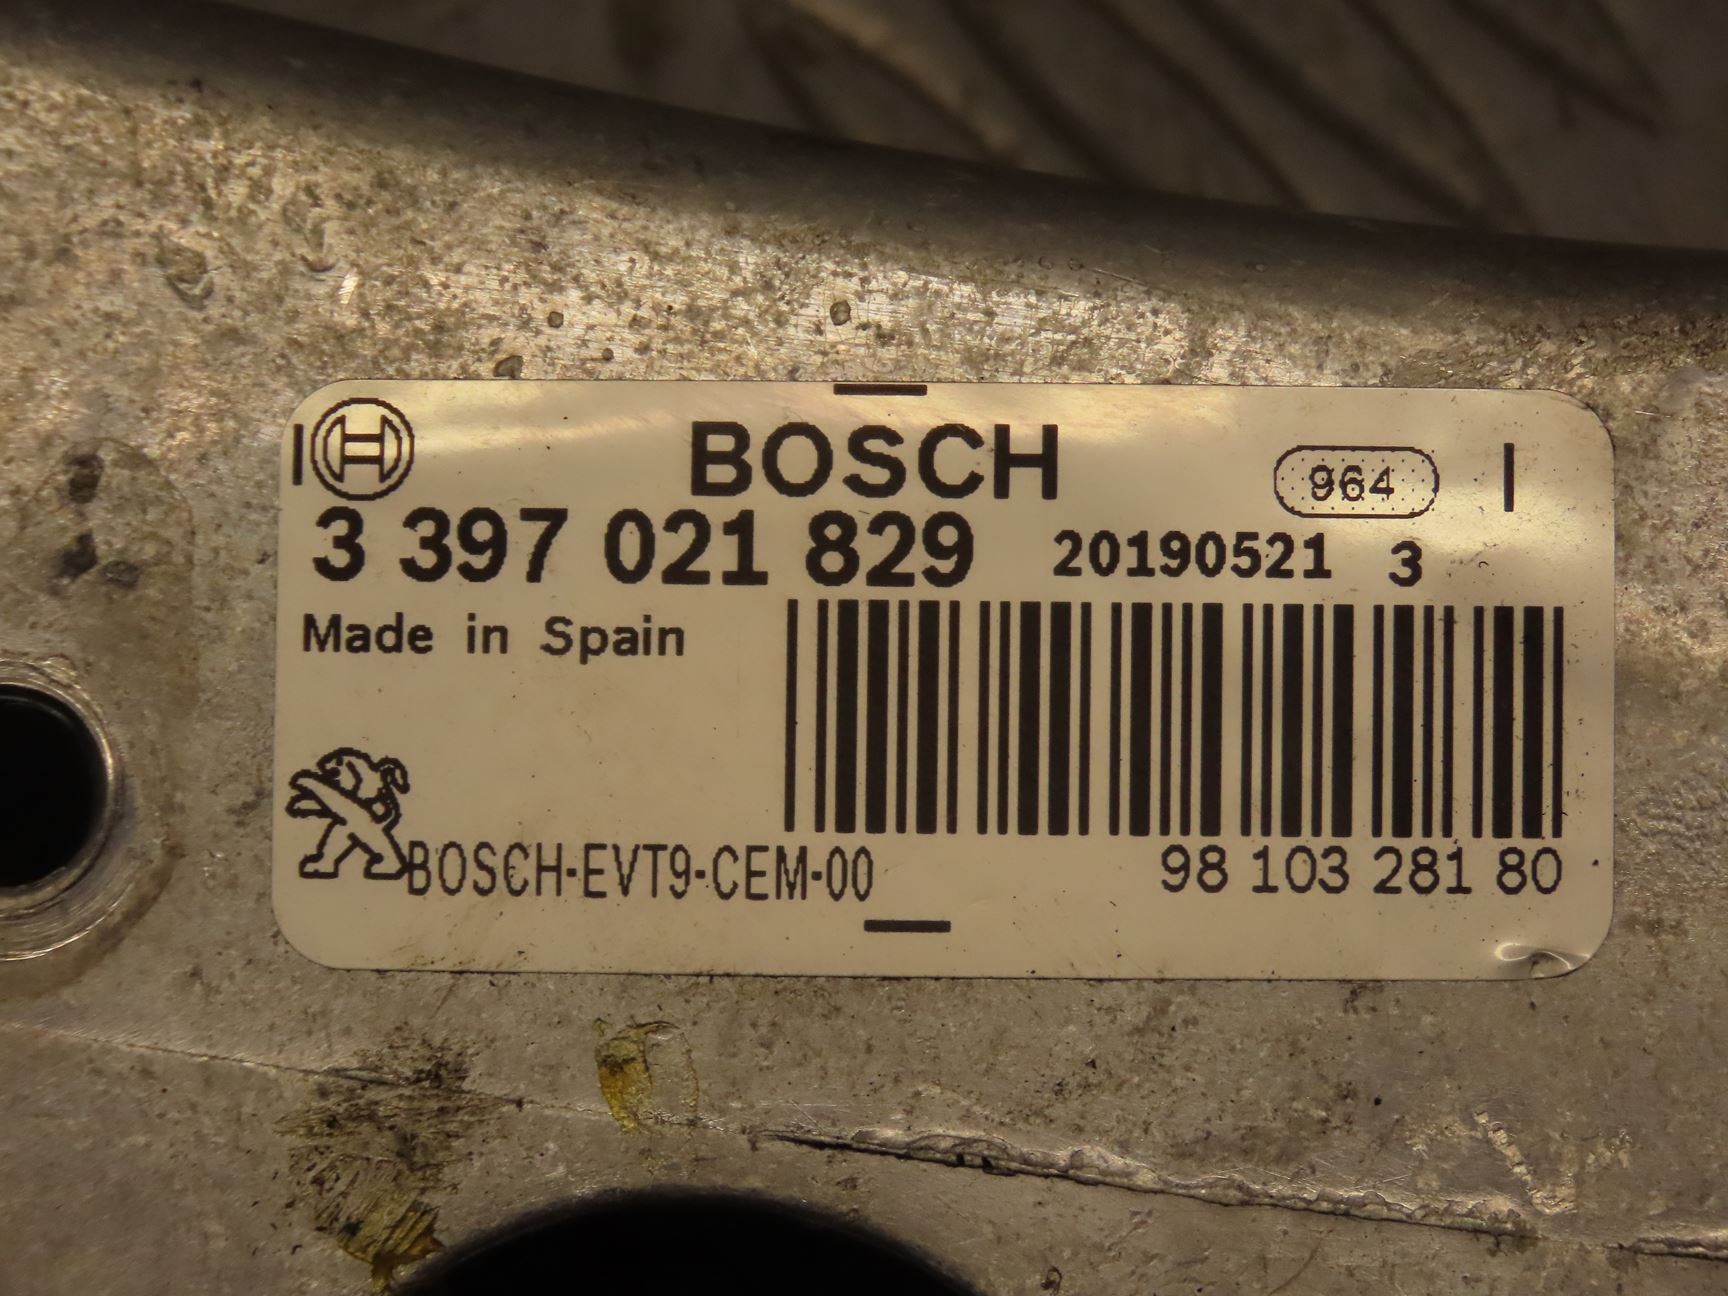 BOSCH 964
3 397 021 829 20190521 3
Made in Spain
BOSCH-EVT9-CEM-00 98 103 281 80